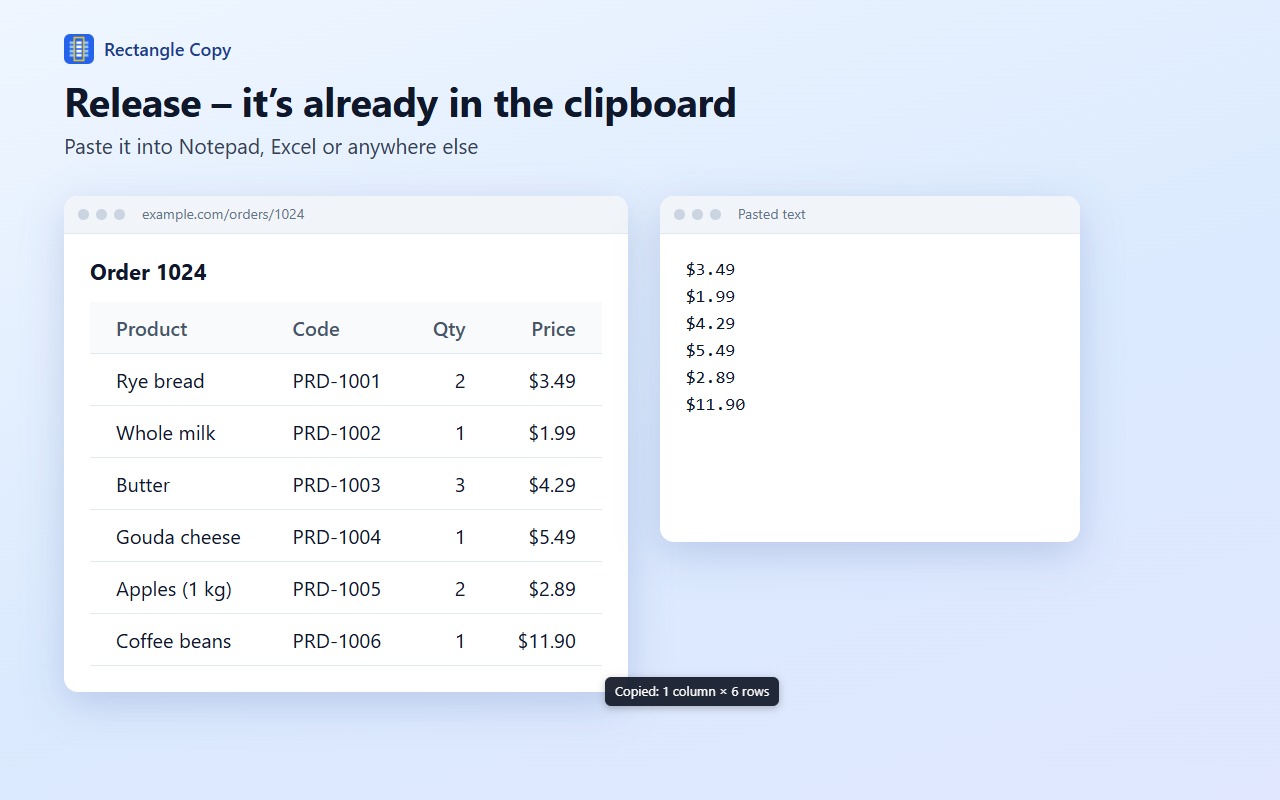 Rectangle Copy
Release – it’s already in the clipboard
Paste it into Notepad, Excel or anywhere else
example.com/orders/1024
Order 1024
Product Code Qty Price
Rye bread PRD-1001 2 $3.49
Whole milk PRD-1002 1 $1.99
Butter PRD-1003 3 $4.29
Gouda cheese PRD-1004 1 $5.49
Apples (1 kg) PRD-1005 2 $2.89
Coffee beans PRD-1006 1 $11.90
Pasted text
$3.49
$1.99
$4.29
$5.49
$2.89
$11.90
Copied: 1 column × 6 rows